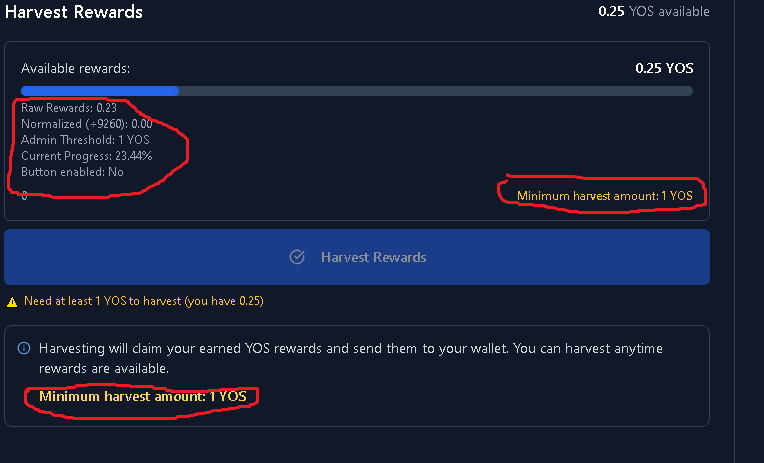 Harvest Rewards
0.25 YOS available
Available rewards:
0.25 YOS
Raw Rewards: 0.23
Normalized (÷9260): 0.00
Admin Threshold: 1 YOS
Current Progress: 23.44%
Button enabled: No
0
Minimum harvest amount: 1 YOS
Harvest Rewards
Need at least 1 YOS to harvest (you have 0.25)
Harvesting will claim your earned YOS rewards and send them to your wallet. You can harvest anytime
rewards are available.
Minimum harvest amount: 1 YOS